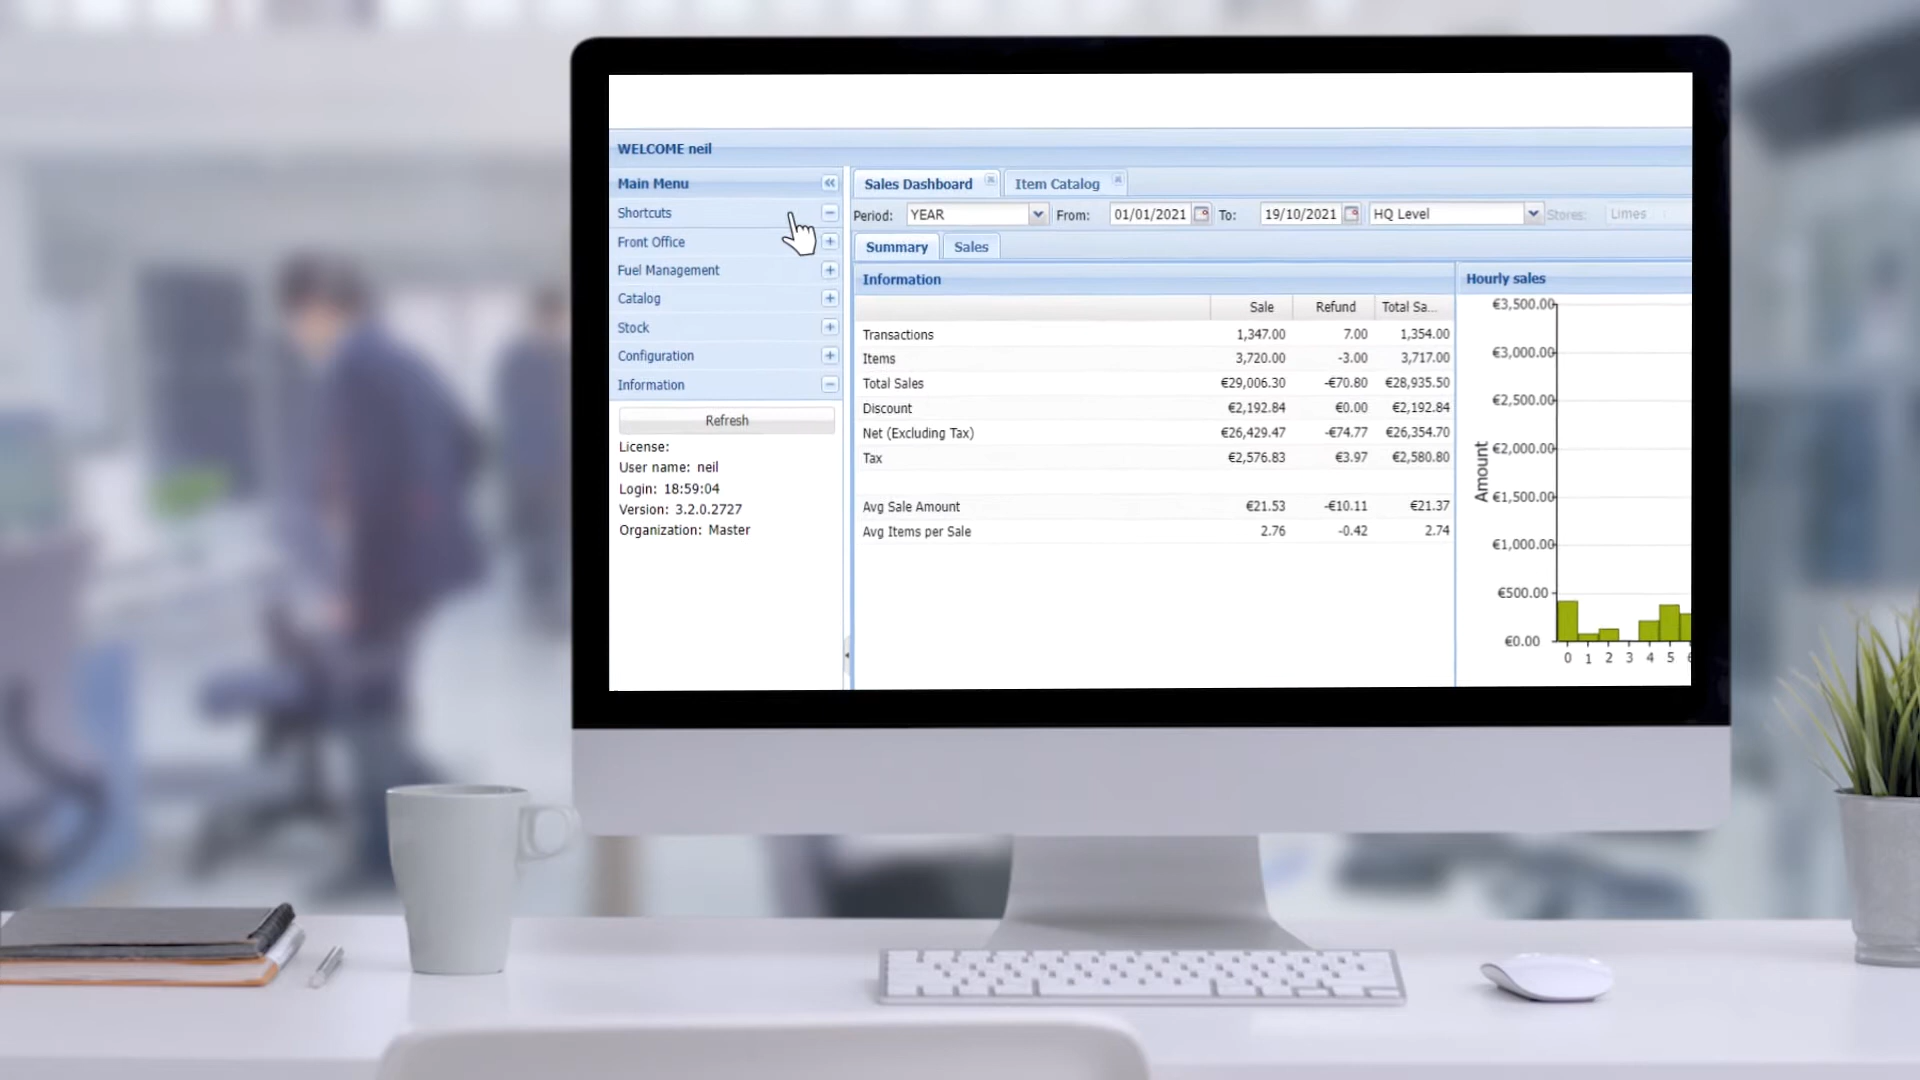 WELCOME neil
Main Menu
Shortcuts
Front Office
Fuel Management
Catalog
Stock
Configuration
Information
Refresh
License:
User name: neil
Login: 18:59:04
Version: 3.2.0.2727
Organization: Master
Sales Dashboard Item Catalog
Period: YEAR From: 01/01/2021 To: 19/10/2021 HQ Level Stores: Limes
Summary Sales
Information
Sale Refund Total Sa...
Transactions 1,347.00 7.00 1,354.00
Items 3,720.00 -3.00 3,717.00
Total Sales €29,006.30 -€70.80 €28,935.50
Discount €2,192.84 €0.00 €2,192.84
Net (Excluding Tax) €26,429.47 -€74.77 €26,354.70
Tax €2,576.83 €3.97 €2,580.80
Avg Sale Amount €21.53 -€10.11 €21.37
Avg Items per Sale 2.76 -0.42 2.74
Hourly sales
€3,500.00
€3,000.00
€2,500.00
€2,000.00
€1,500.00
€1,000.00
€500.00
€0.00
Amount
0 1 2 3 4 5